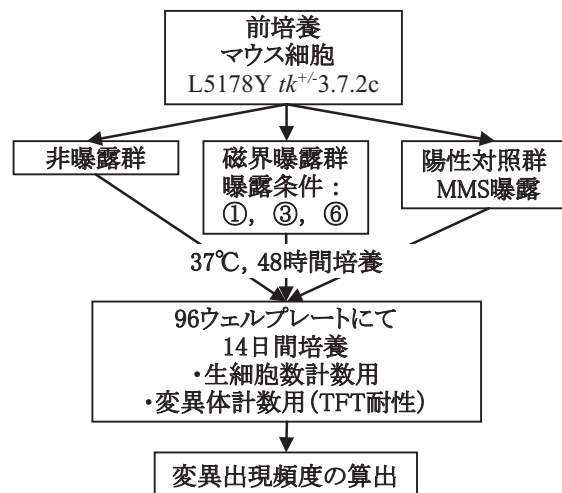 前培養
マウス細胞
L5178Y tk+/-3.7.2c
非曝露群
磁界曝露群
曝露条件：
①，③，⑥
陽性対照群
MMS曝露
37℃，48時間培養
96ウェルプレートにて
14日間培養
・生細胞数計数用
・変異体計数用（TFT耐性）
変異出現頻度の算出